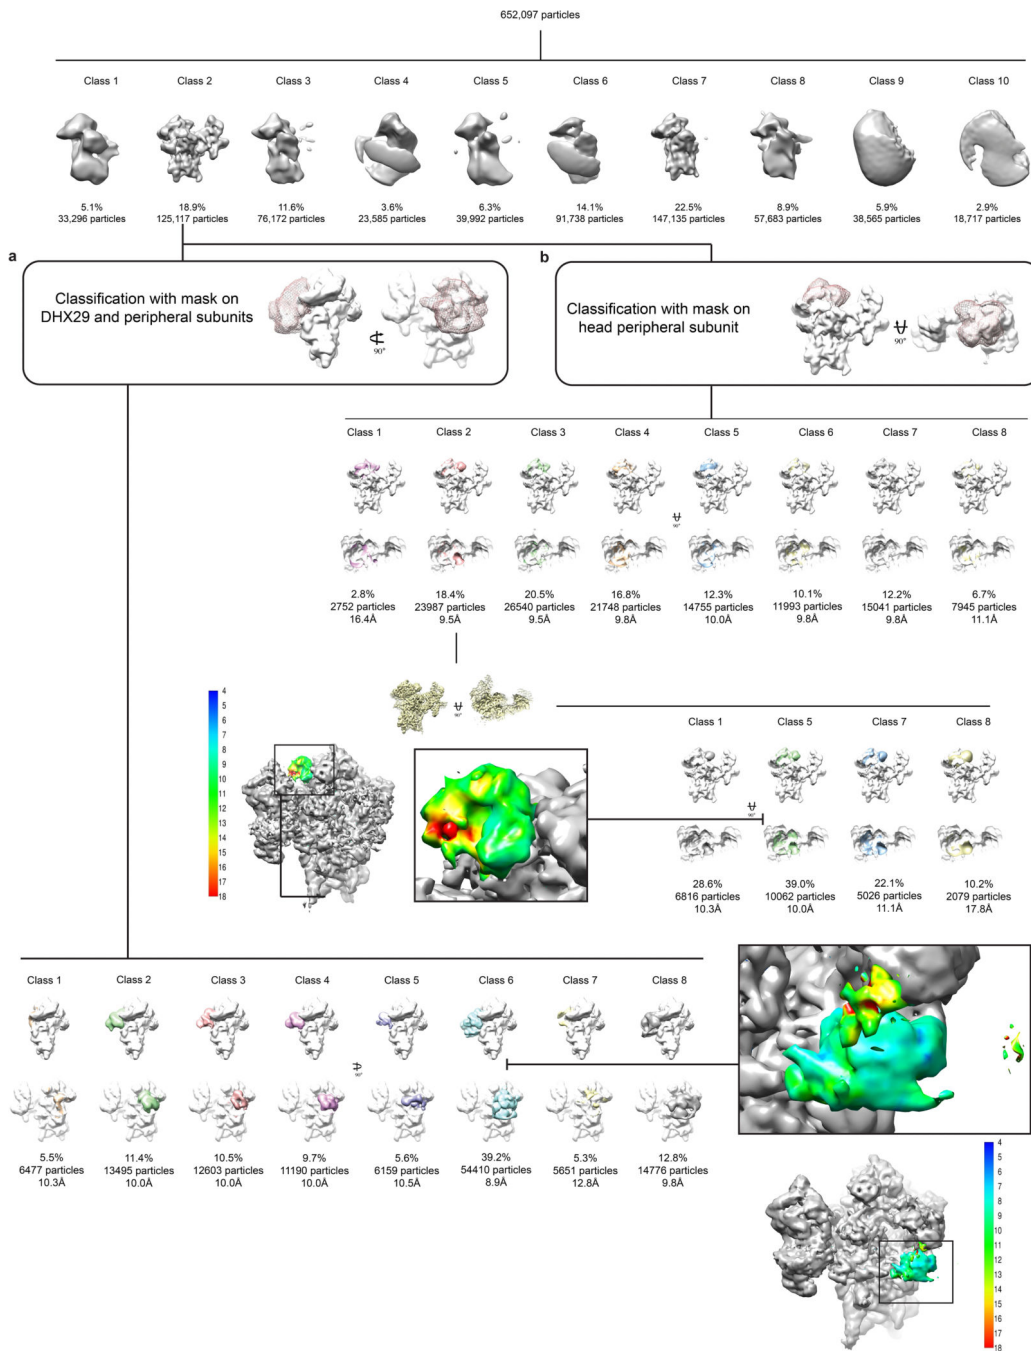 652,097 particles
Class 1 Class 2 Class 3 Class 4 Class 5 Class 6 Class 7 Class 8 Class 9 Class 10
5.1% 18.9% 11.6% 3.6% 6.3% 14.1% 22.5% 8.9% 5.9% 2.9%
33,296 particles 125,117 particles 76,172 particles 23,585 particles 39,992 particles 91,738 particles 147,135 particles 57,683 particles 38,565 particles 18,717 particles
a
Classification with mask on
DHX29 and peripheral subunits
90°
b
Classification with mask on
head peripheral subunit
90°
Class 1 Class 2 Class 3 Class 4 Class 5 Class 6 Class 7 Class 8
90°
2.8% 18.4% 20.5% 16.8% 12.3% 10.1% 12.2% 6.7%
2752 particles 23987 particles 26540 particles 21748 particles 14755 particles 11993 particles 15041 particles 7945 particles
16.4Å 9.5Å 9.5Å 9.8Å 10.0Å 9.8Å 9.8Å 11.1Å
90°
4
5
6
7
8
9
10
11
12
13
14
15
16
17
18
Class 1 Class 5 Class 7 Class 8
90°
28.6% 39.0% 22.1% 10.2%
6816 particles 10062 particles 5026 particles 2079 particles
10.3Å 10.0Å 11.1Å 17.8Å
Class 1 Class 2 Class 3 Class 4 Class 5 Class 6 Class 7 Class 8
90°
5.5% 11.4% 10.5% 9.7% 5.6% 39.2% 5.3% 12.8%
6477 particles 13495 particles 12603 particles 11190 particles 6159 particles 54410 particles 5651 particles 14776 particles
10.3Å 10.0Å 10.0Å 10.0Å 10.5Å 8.9Å 12.8Å 9.8Å
4
5
6
7
8
9
10
11
12
13
14
15
16
17
18